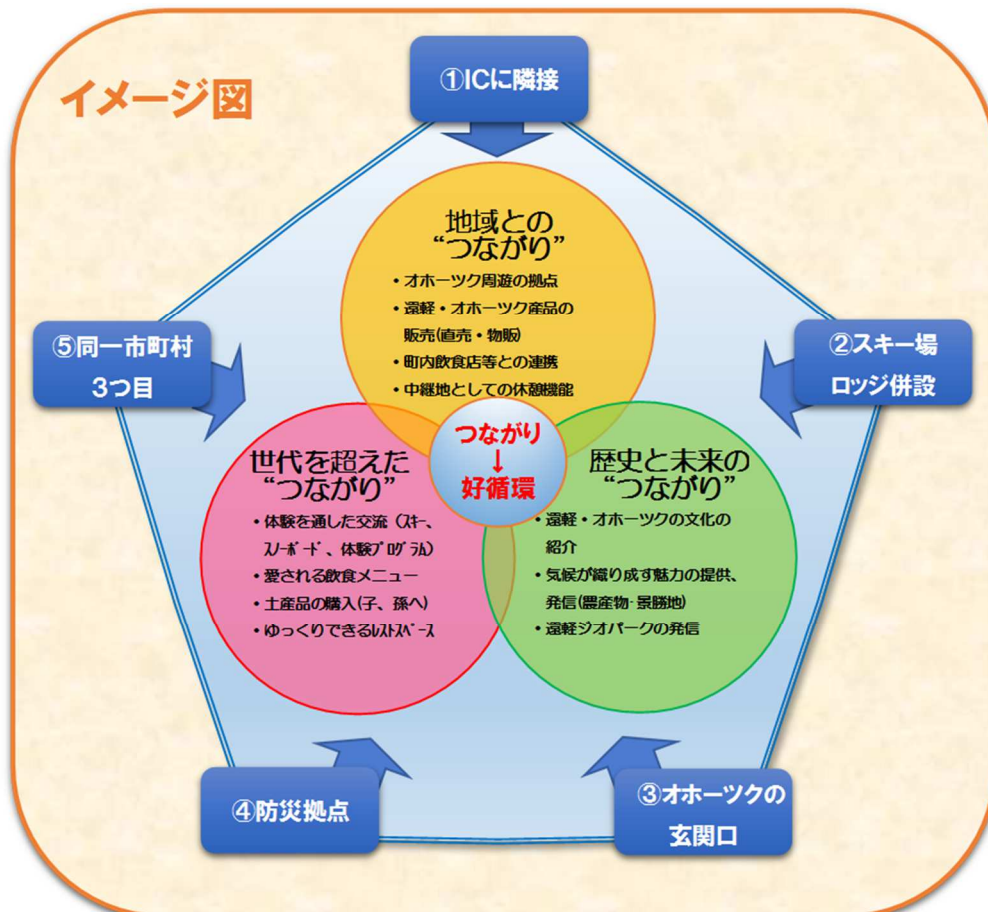 イメージ図
①ICに隣接
地域との
“つながり”
・オホーツク周遊の拠点
・遠軽・オホーツク産品の
販売(直売・物販)
・町内飲食店等との連携
・中継地としての休憩機能
⑤同一市町村
3つ目
②スキー場
ロッジ併設
つながり
↓
好循環
世代を超えた
“つながり”
・体験を通した交流（ｽｷｰ、
ｽﾉｰﾎﾞｰﾄﾞ、体験ﾌﾟﾛｸﾞﾗﾑ）
・愛される飲食メニュー
・土産品の購入(子、孫へ)
・ゆっくりできるﾚｽﾄｽﾍﾟｰｽ
歴史と未来の
“つながり”
・遠軽・オホーツクの文化の
紹介
・気候が織り成す魅力の提供、
発信(農産物･景勝地)
・遠軽ジオパークの発信
④防災拠点
③オホーツクの
玄関口